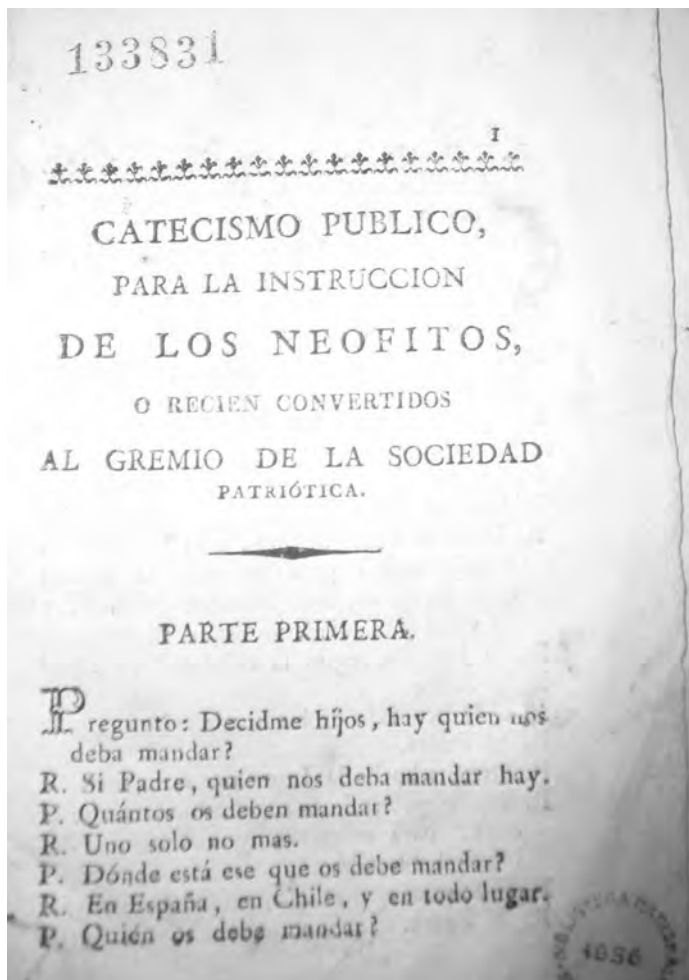 133831
I
CATECISMO PUBLICO,
PARA LA INSTRUCCION
DE LOS NEOFITOS,
O RECIEN CONVERTIDOS
AL GREMIO DE LA SOCIEDAD
PATRIÓTICA.
PARTE PRIMERA.
Pregunto: Decidme hijos, hay quien nos
deba mandar?
R. Si Padre, quien nos deba mandar hay.
P. Quántos os deben mandar?
R. Uno solo no mas.
P. Dónde está ese que os debe mandar?
R. En España, en Chile, y en todo lugar.
P. Quién os debe mandar?
1956